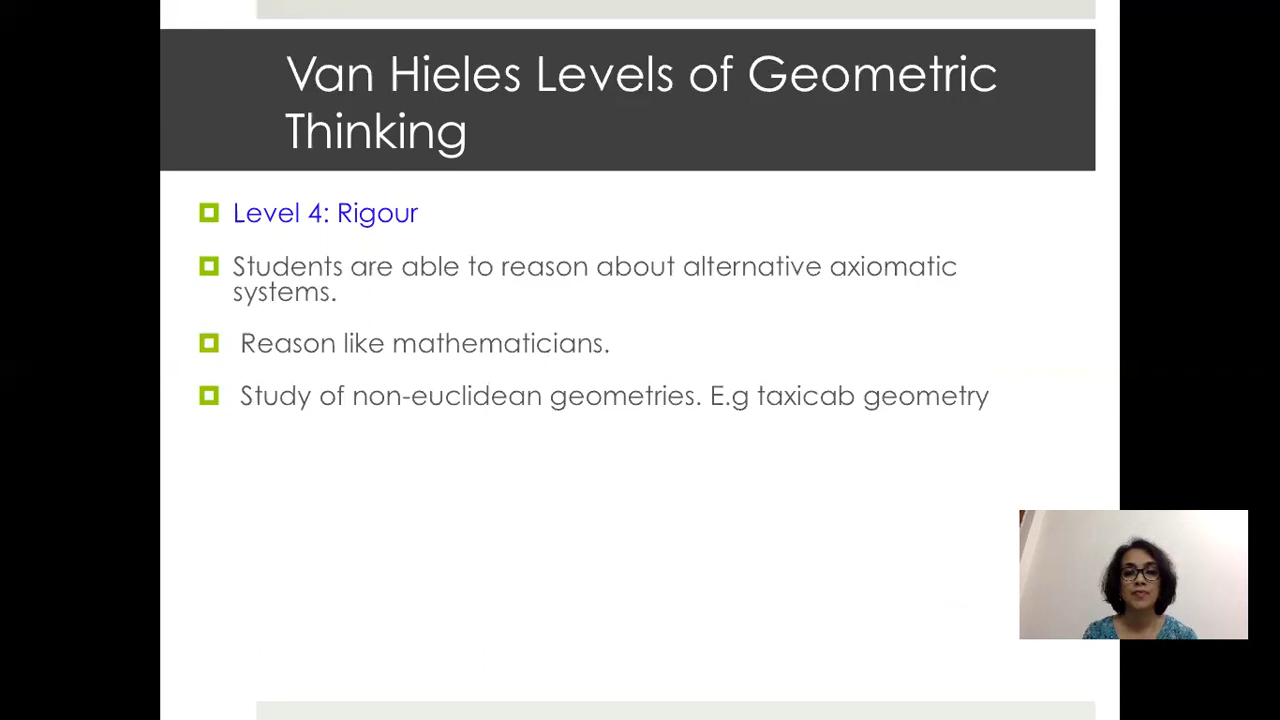 Van Hieles Levels of Geometric
Thinking
Level 4: Rigour
Students are able to reason about alternative axiomatic
systems.
Reason like mathematicians.
Study of non-euclidean geometries. E.g taxicab geometry